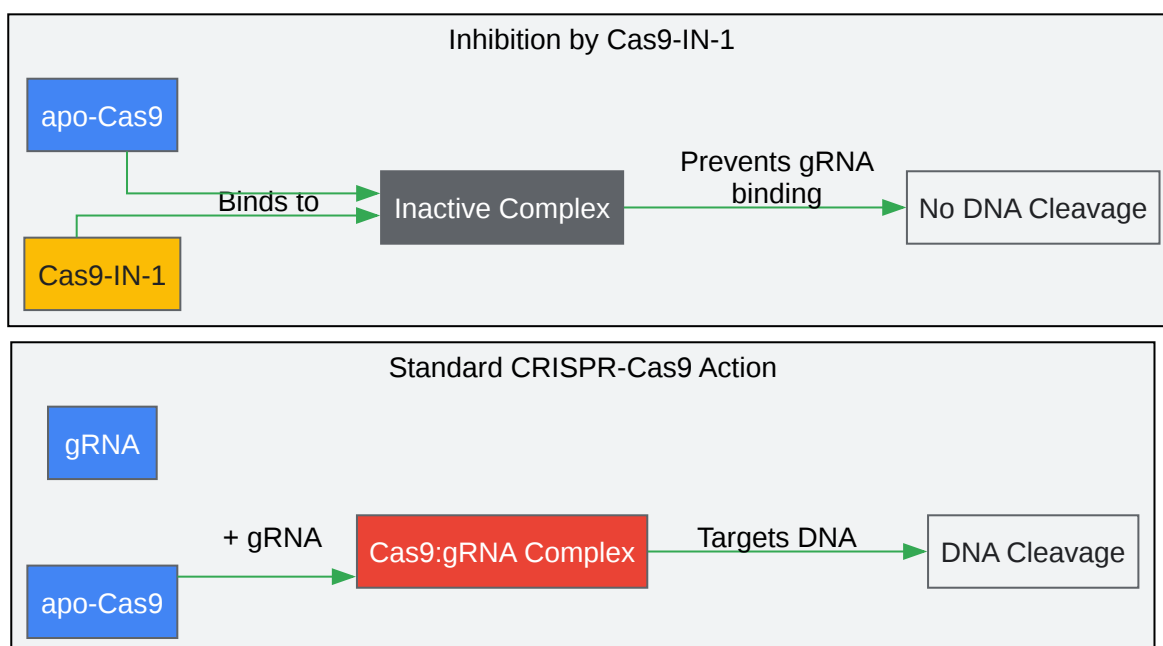 Inhibition by Cas9-IN-1
apo-Cas9
Binds to
Cas9-IN-1
Inactive Complex
Prevents gRNA
binding
No DNA Cleavage
Standard CRISPR-Cas9 Action
gRNA
+ gRNA
apo-Cas9
Cas9:gRNA Complex
Targets DNA
DNA Cleavage